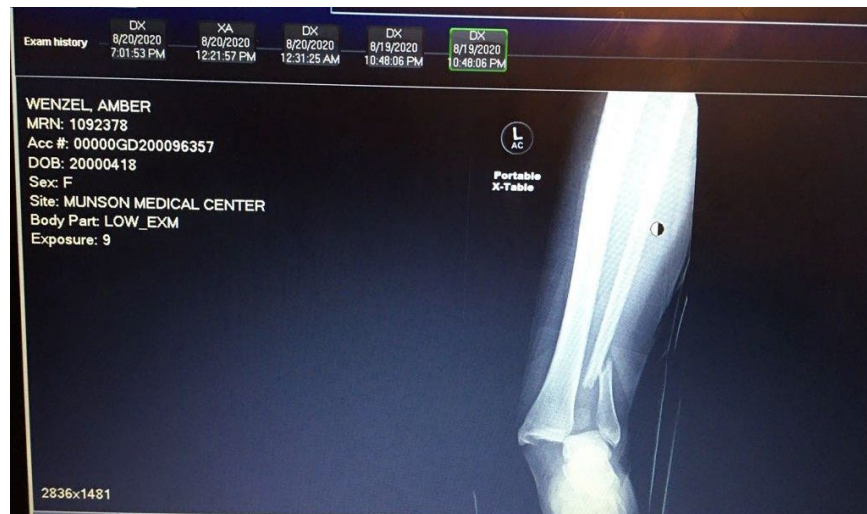 Exam history
DX
8/20/2020
7:01:53 PM
XA
8/20/2020
12:21:57 PM
DX
8/20/2020
12:31:25 AM
DX
8/19/2020
10:48:06 PM
DX
8/19/2020
10:48:06 PM
WENZEL, AMBER
MRN: 1092378
Acc #: 00000GD200096357
DOB: 20000418
Sex: F
Site: MUNSON MEDICAL CENTER
Body Part: LOW_EXM
Exposure: 9
L
AC
Portable
X-Table
2836x1481